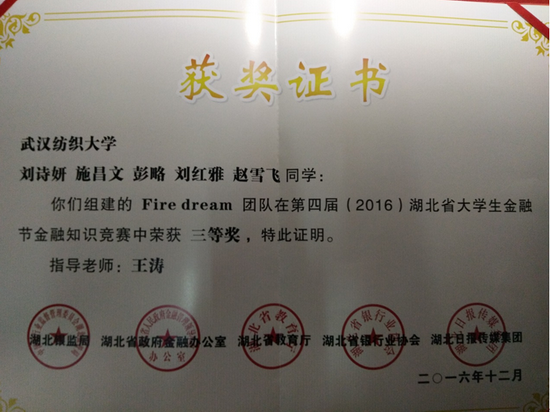 获奖证书
武汉纺织大学
刘诗妍 施昌文 彭略 刘红雅 赵雪飞同学：
你们组建的 Fire dream 团队在第四届（2016）湖北省大学生金融
节金融知识竞赛中荣获 三等奖，特此证明。
指导老师：王涛
湖北银监局 湖北省政府金融办公室 湖北省教育厅 湖北省银行业协会 湖北日报传媒集团
二〇一六年十二月